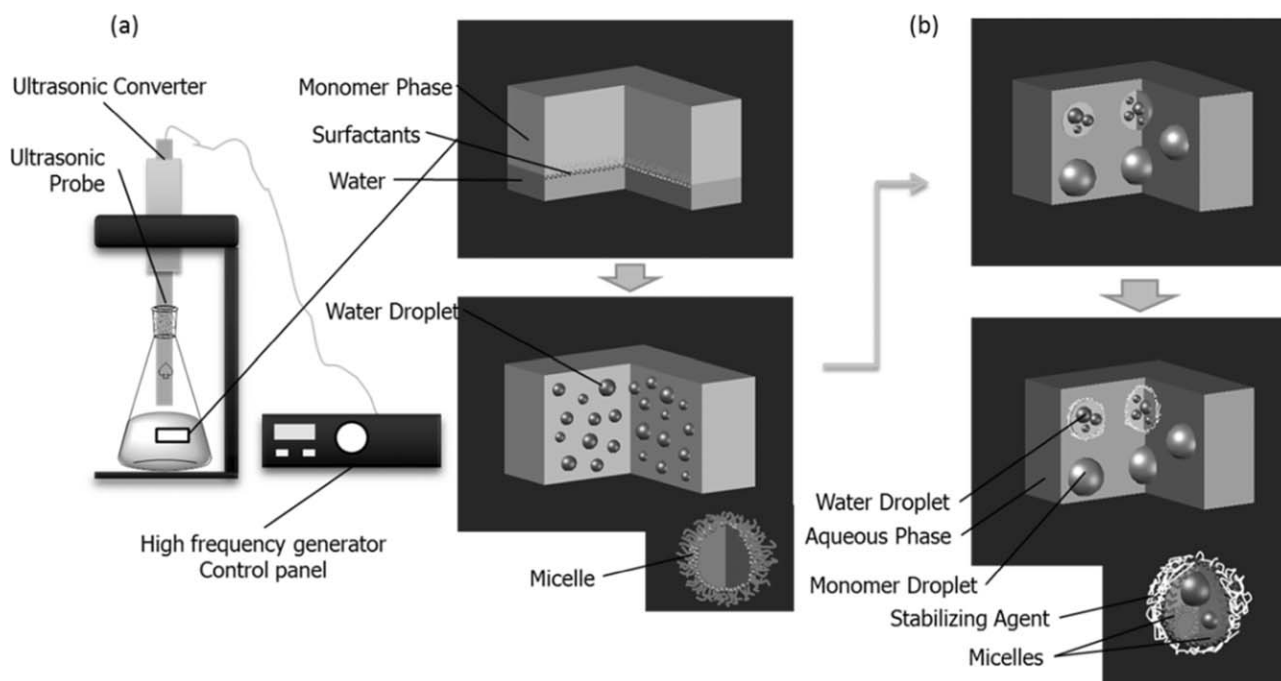 (a)
(b)
Ultrasonic Converter
Ultrasonic
Probe
High frequency generator
Control panel
Monomer Phase
Surfactants
Water
Water Droplet
Micelle
Water Droplet
Aqueous Phase
Monomer Droplet
Stabilizing Agent
Micelles